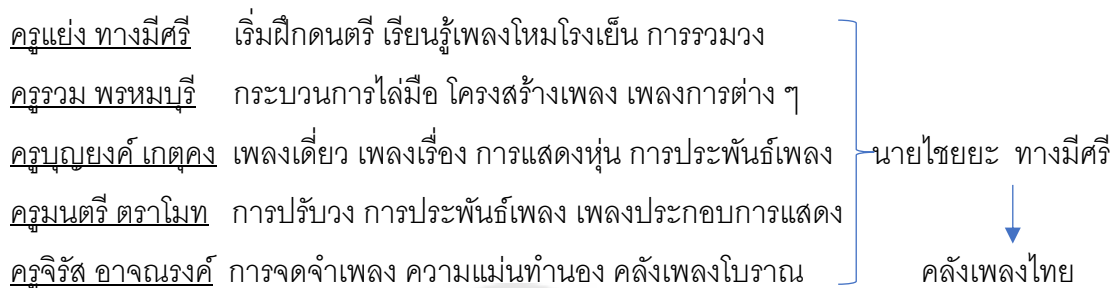 ครูแย่ง ทางมีศรี เริ่มฝึกดนตรี เรียนรู้เพลงโหมโรงเย็น การรวมวง
ครูรวม พรหมบุรี กระบวนการไล่มือ โครงสร้างเพลง เพลงการต่าง ๆ
ครูบุญยงค์ เกตุคง เพลงเดี่ยว เพลงเรื่อง การแสดงหุ่น การประพันธ์เพลง นายไชยยะ ทางมีศรี
ครูมนตรี ตราโมท การปรับวง การประพันธ์เพลง เพลงประกอบการแสดง
ครูจิรัส อาจณรงค์ การจดจำเพลง ความแม่นทำนอง คลังเพลงโบราณ คลังเพลงไทย